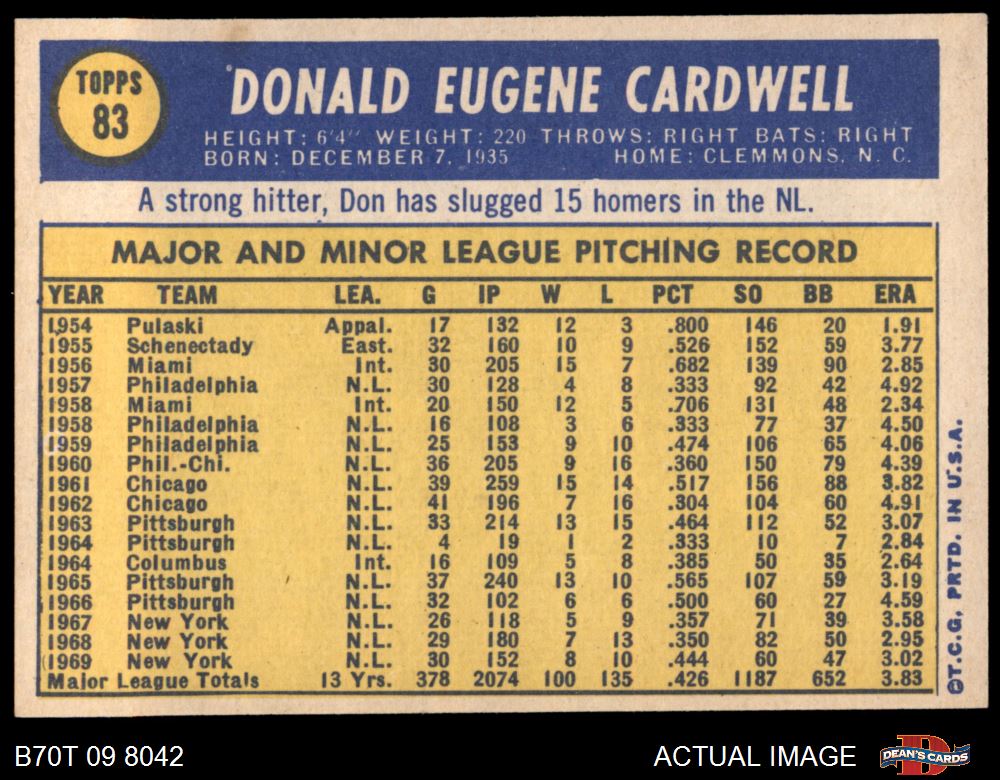 TOPPS
83
DONALD EUGENE CARDWELL
HEIGHT: 6'4" WEIGHT: 220 THROWS: RIGHT BATS: RIGHT
BORN: DECEMBER 7, 1935 HOME: CLEMMONS, N. C.
A strong hitter, Don has slugged 15 homers in the NL.
MAJOR AND MINOR LEAGUE PITCHING RECORD
YEAR TEAM LEA. G IP W L PCT SO BB ERA
1954 Pulaski Appal. 17 132 12 3 .800 146 20 1.91
1955 Schenectady East. 32 160 10 9 .526 152 59 3.77
1956 Miami Int. 30 205 15 7 .682 139 90 2.85
1957 Philadelphia N.L. 30 128 4 8 .333 92 42 4.92
1958 Miami Int. 20 150 12 5 .706 131 48 2.34
1958 Philadelphia N.L. 16 108 3 6 .333 77 37 4.50
1959 Philadelphia N.L. 25 153 9 10 .474 106 65 4.06
1960 Phil.-Chi. N.L. 36 205 9 16 .360 150 79 4.39
1961 Chicago N.L. 39 259 15 14 .517 156 88 3.82
1962 Chicago N.L. 41 196 7 16 .304 104 60 4.91
1963 Pittsburgh N.L. 33 214 13 15 .464 112 52 3.07
1964 Pittsburgh N.L. 4 19 1 2 .333 10 7 2.84
1964 Columbus Int. 16 109 5 8 .385 50 35 2.64
1965 Pittsburgh N.L. 37 240 13 10 .565 107 59 3.19
1966 Pittsburgh N.L. 32 102 6 6 .500 60 27 4.59
1967 New York N.L. 26 118 5 9 .357 71 39 3.58
1968 New York N.L. 29 180 7 13 .350 82 50 2.95
1969 New York N.L. 30 152 8 10 .444 60 47 3.02
Major League Totals 13 Yrs. 378 2074 100 135 .426 1187 652 3.83
©T.C.G. PRTD. IN U.S.A.
B70T 09 8042
ACTUAL IMAGE
DEAN'S CARDS